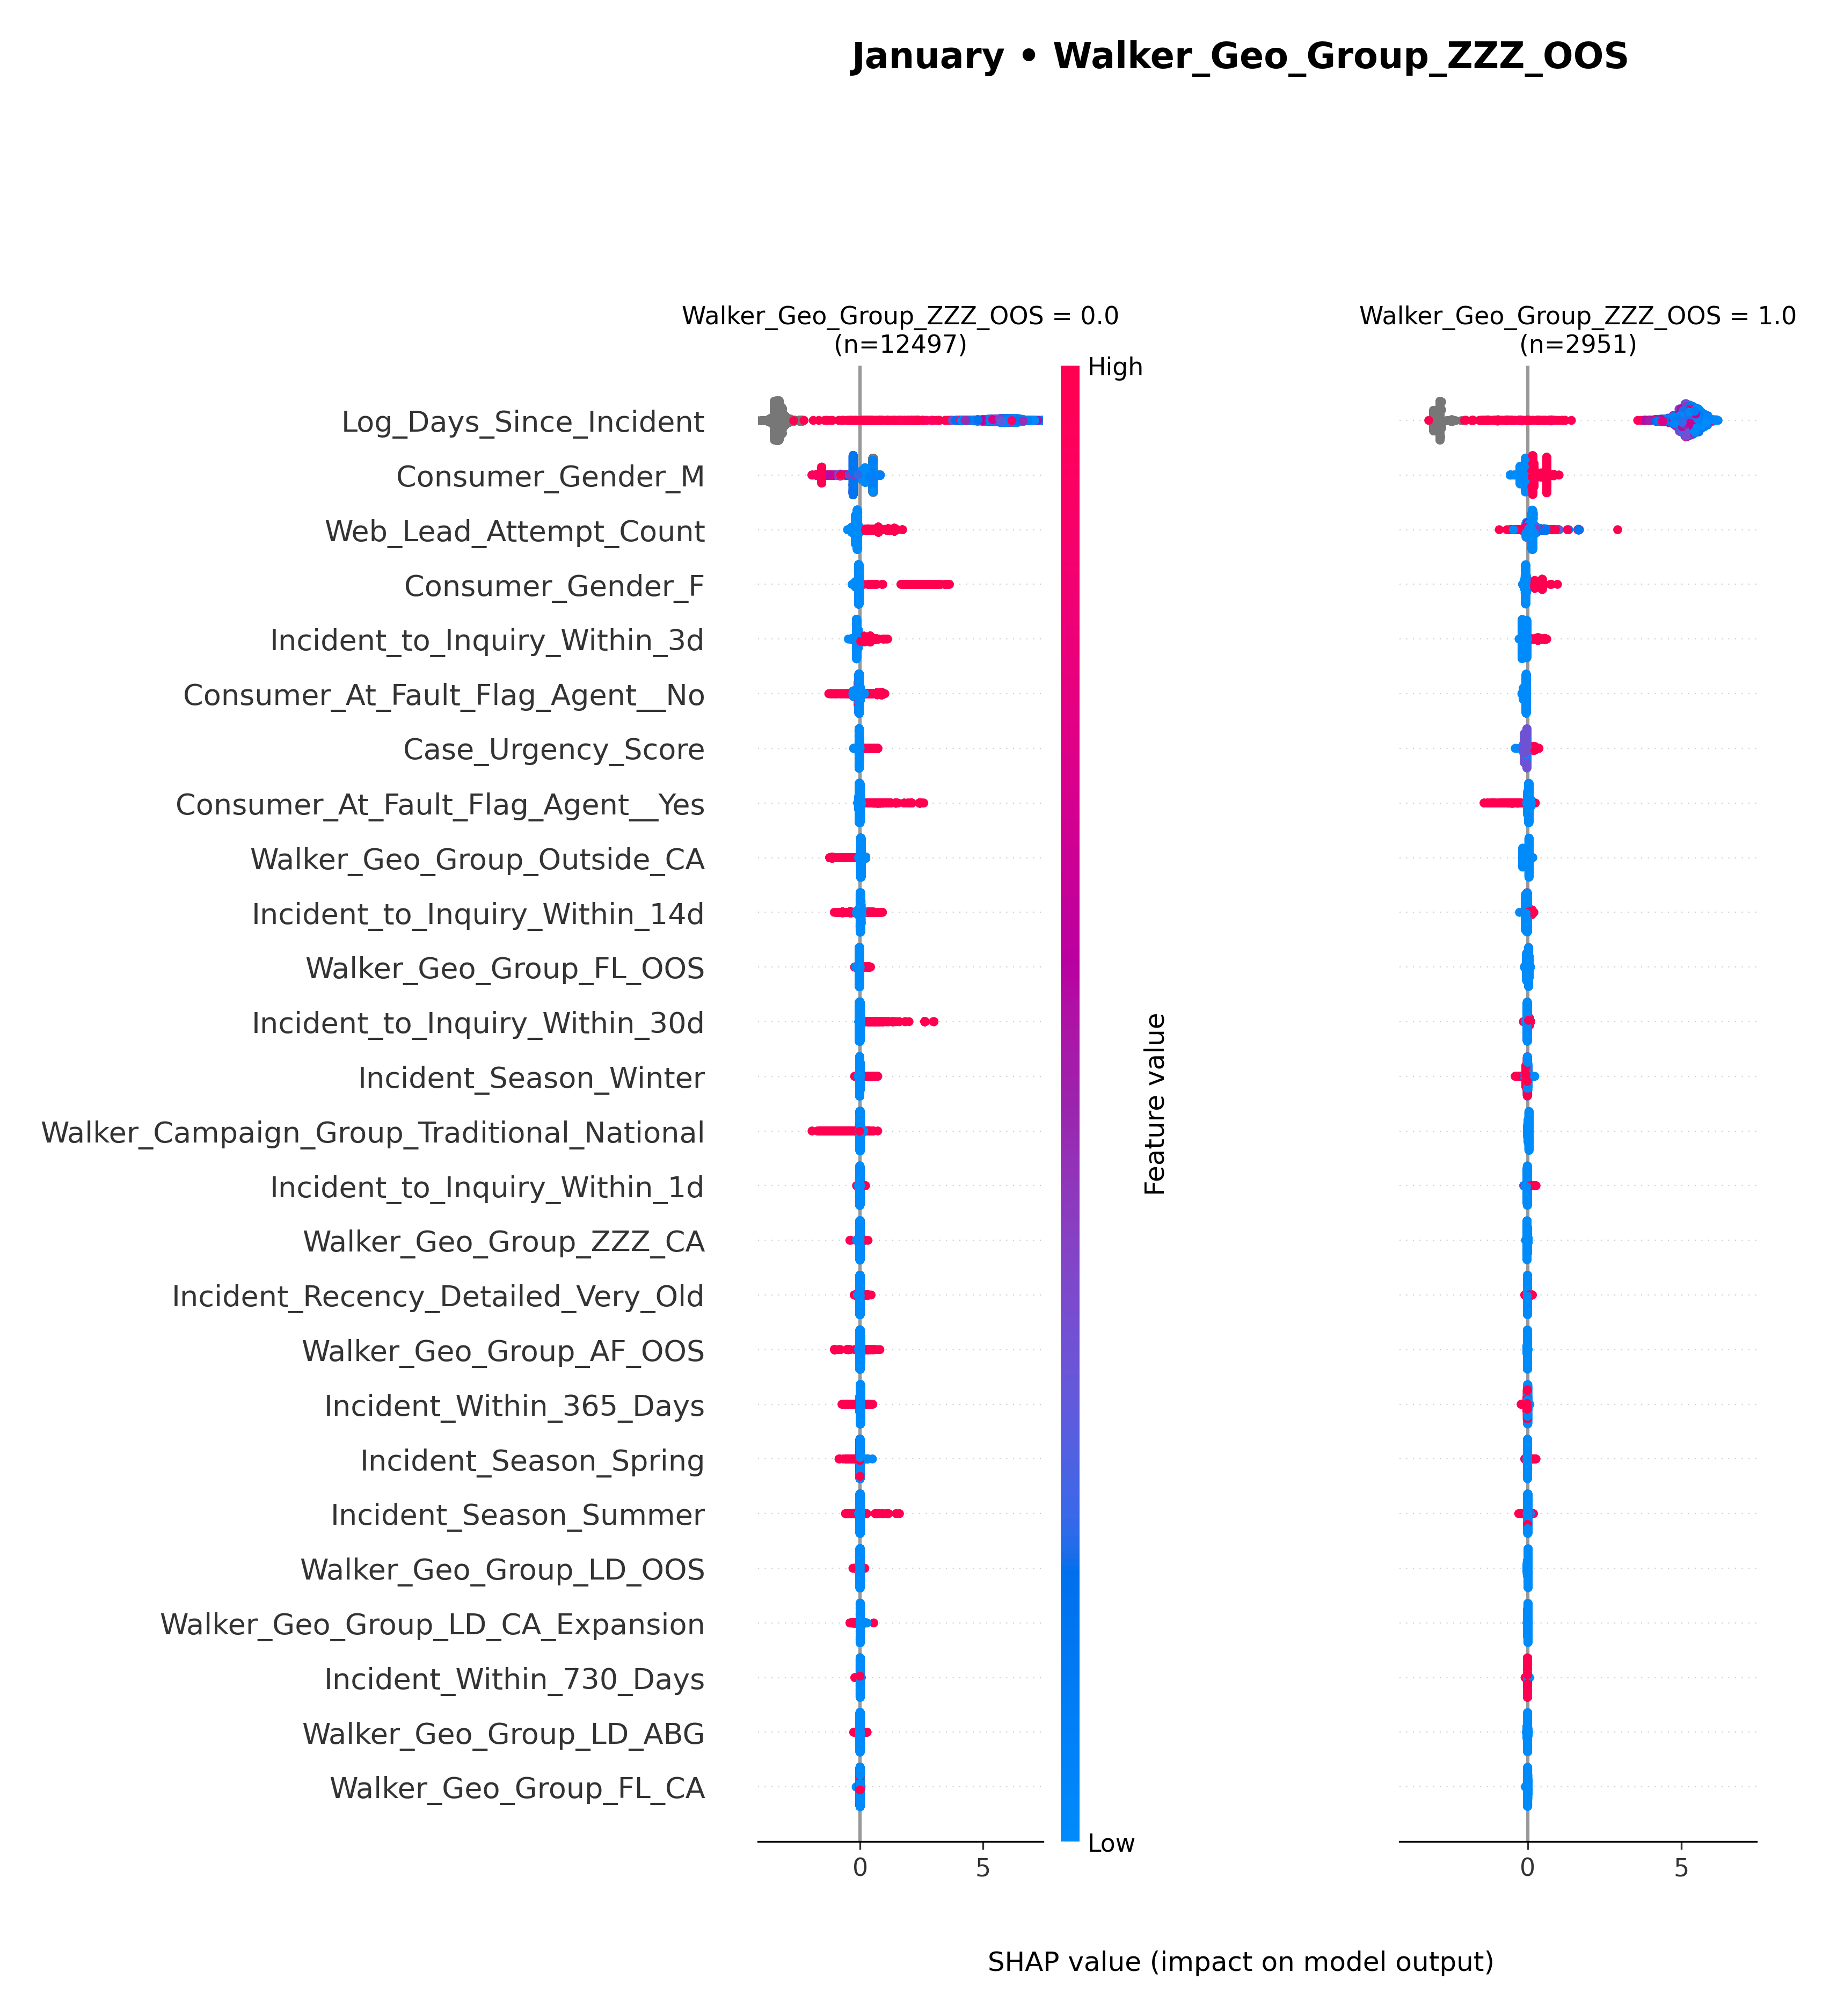 January • Walker_Geo_Group_ZZZ_OOS
Walker_Geo_Group_ZZZ_OOS = 0.0
(n=12497)
Walker_Geo_Group_ZZZ_OOS = 1.0
(n=2951)
High
Log_Days_Since_Incident
Consumer_Gender_M
Web_Lead_Attempt_Count
Consumer_Gender_F
Incident_to_Inquiry_Within_3d
Consumer_At_Fault_Flag_Agent__No
Case_Urgency_Score
Consumer_At_Fault_Flag_Agent__Yes
Walker_Geo_Group_Outside_CA
Incident_to_Inquiry_Within_14d
Walker_Geo_Group_FL_OOS
Incident_to_Inquiry_Within_30d
Incident_Season_Winter
Walker_Campaign_Group_Traditional_National
Incident_to_Inquiry_Within_1d
Walker_Geo_Group_ZZZ_CA
Incident_Recency_Detailed_Very_Old
Walker_Geo_Group_AF_OOS
Incident_Within_365_Days
Incident_Season_Spring
Incident_Season_Summer
Walker_Geo_Group_LD_OOS
Walker_Geo_Group_LD_CA_Expansion
Incident_Within_730_Days
Walker_Geo_Group_LD_ABG
Walker_Geo_Group_FL_CA
Feature value
Low
0 5
0 5
SHAP value (impact on model output)